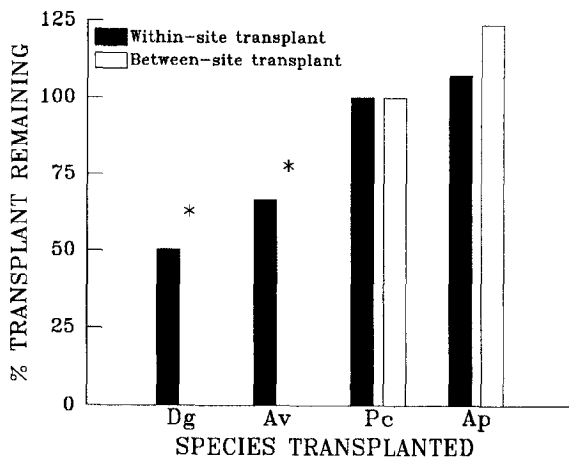 125
100
75
50
25
0
% TRANSPLANT REMAINING
Within-site transplant
Between-site transplant
*
*
Dg Av Pc Ap
SPECIES TRANSPLANTED